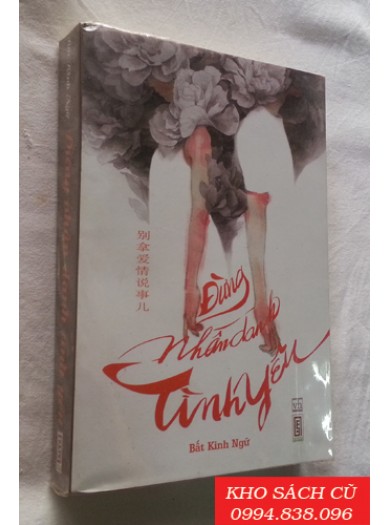 别拿爱情说事儿
Đừng
Nhân danh
Tình yêu
Bất Kinh Ngữ
KHO SÁCH CŨ
0994.838.096